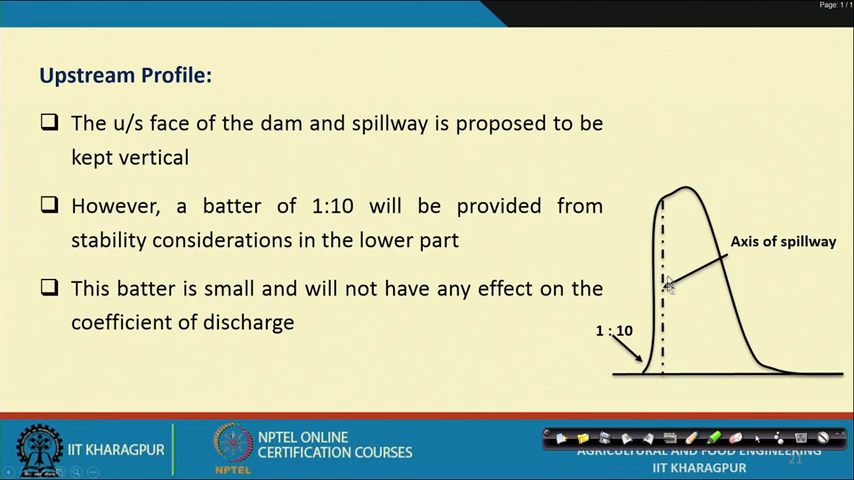 Page: 1 / 1
Upstream Profile:
The u/s face of the dam and spillway is proposed to be
kept vertical
However, a batter of 1:10 will be provided from
stability considerations in the lower part
This batter is small and will not have any effect on the
coefficient of discharge
Axis of spillway
1 : 10
IIT KHARAGPUR
NPTEL
NPTEL ONLINE
CERTIFICATION COURSES
AGRICULTURAL AND FOOD ENGINEERING
IIT KHARAGPUR
21